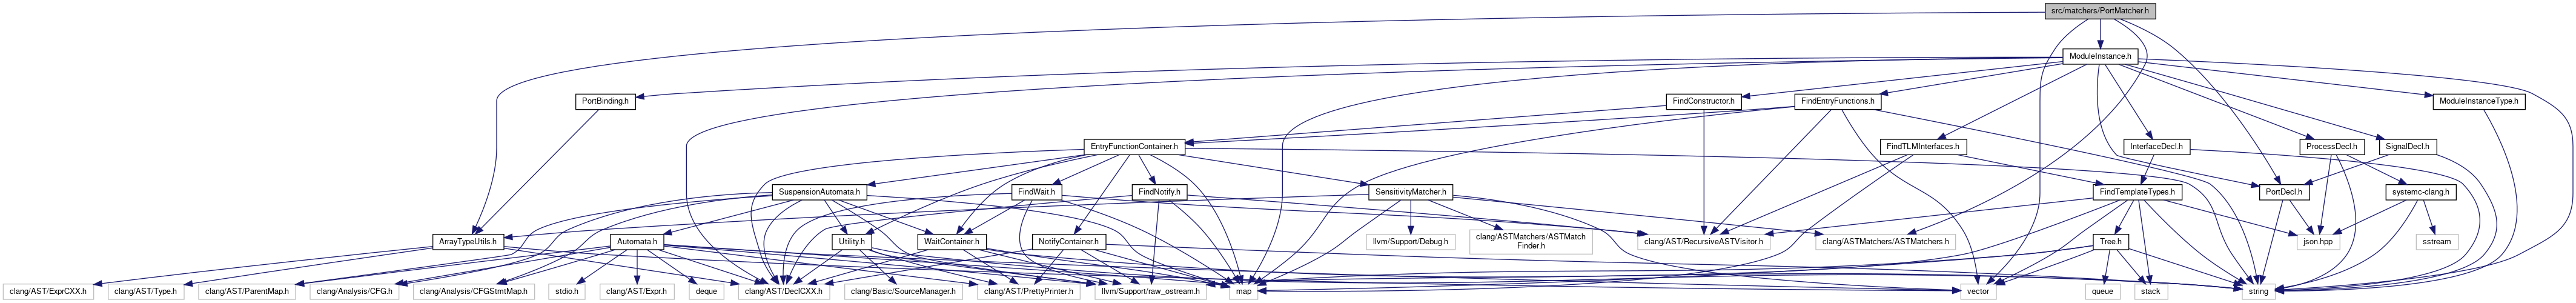 src/matchers/PortMatcher.h
ModuleInstance.h
PortBinding.h
FindConstructor.h
FindEntryFunctions.h
ModuleInstanceType.h
EntryFunctionContainer.h
FindTLMInterfaces.h
InterfaceDecl.h
ProcessDecl.h
SignalDecl.h
SuspensionAutomata.h
FindWait.h
FindNotify.h
SensitivityMatcher.h
FindTemplateTypes.h
PortDecl.h
systemc-clang.h
ArrayTypeUtils.h
Automata.h
Utility.h
WaitContainer.h
NotifyContainer.h
llvm/Support/Debug.h
clang/ASTMatchers/ASTMatch
Finder.h
clang/AST/RecursiveASTVisitor.h
clang/ASTMatchers/ASTMatchers.h
Tree.h
json.hpp
sstream
clang/AST/ExprCXX.h
clang/AST/Type.h
clang/AST/ParentMap.h
clang/Analysis/CFG.h
clang/Analysis/CFGStmtMap.h
stdio.h
clang/AST/Expr.h
deque
clang/AST/DeclCXX.h
clang/Basic/SourceManager.h
clang/AST/PrettyPrinter.h
llvm/Support/raw_ostream.h
map
vector
queue
stack
string